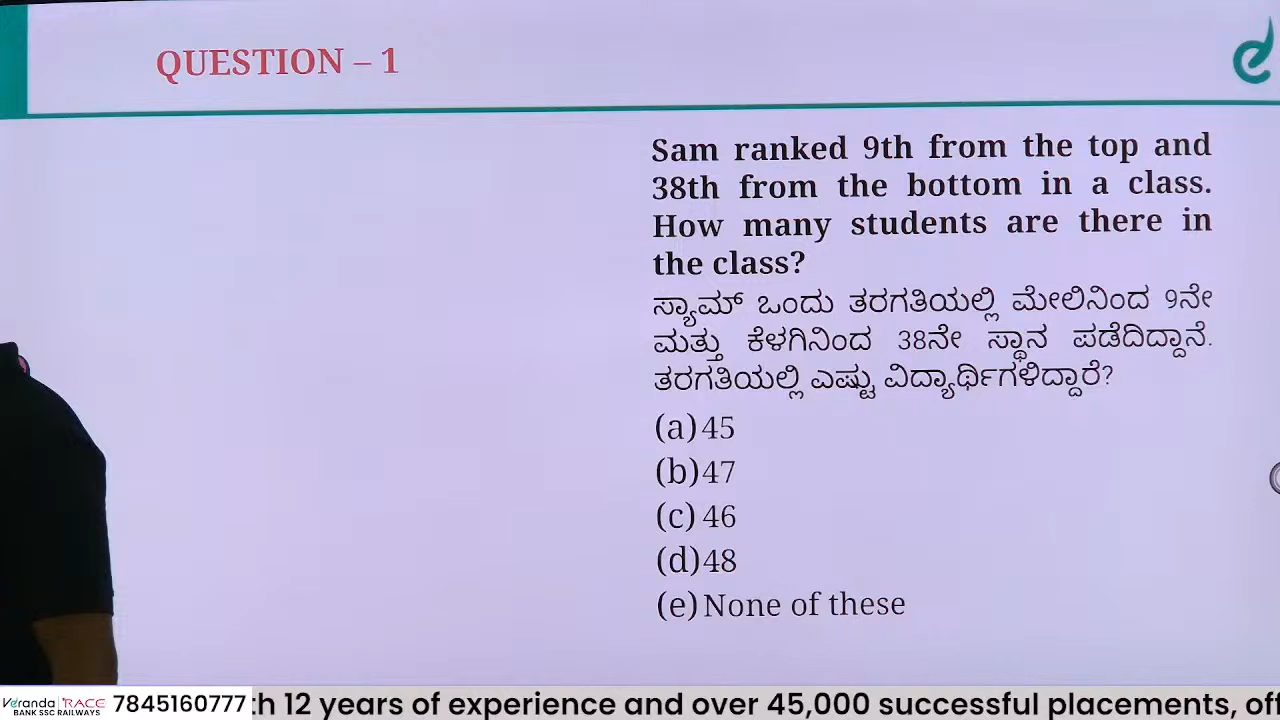 QUESTION – 1
Sam ranked 9th from the top and
38th from the bottom in a class.
How many students are there in
the class?
ಸ್ಯಾಮ್ ಒಂದು ತರಗತಿಯಲ್ಲಿ ಮೇಲಿನಿಂದ 9ನೇ
ಮತ್ತು ಕೆಳಗಿನಿಂದ 38ನೇ ಸ್ಥಾನ ಪಡೆದಿದ್ದಾನೆ.
ತರಗತಿಯಲ್ಲಿ ಎಷ್ಟು ವಿದ್ಯಾರ್ಥಿಗಳಿದ್ದಾರೆ?
(a) 45
(b) 47
(c) 46
(d) 48
(e) None of these
Veranda RACE
BANK SSC RAILWAYS
7845160777
th 12 years of experience and over 45,000 successful placements, off